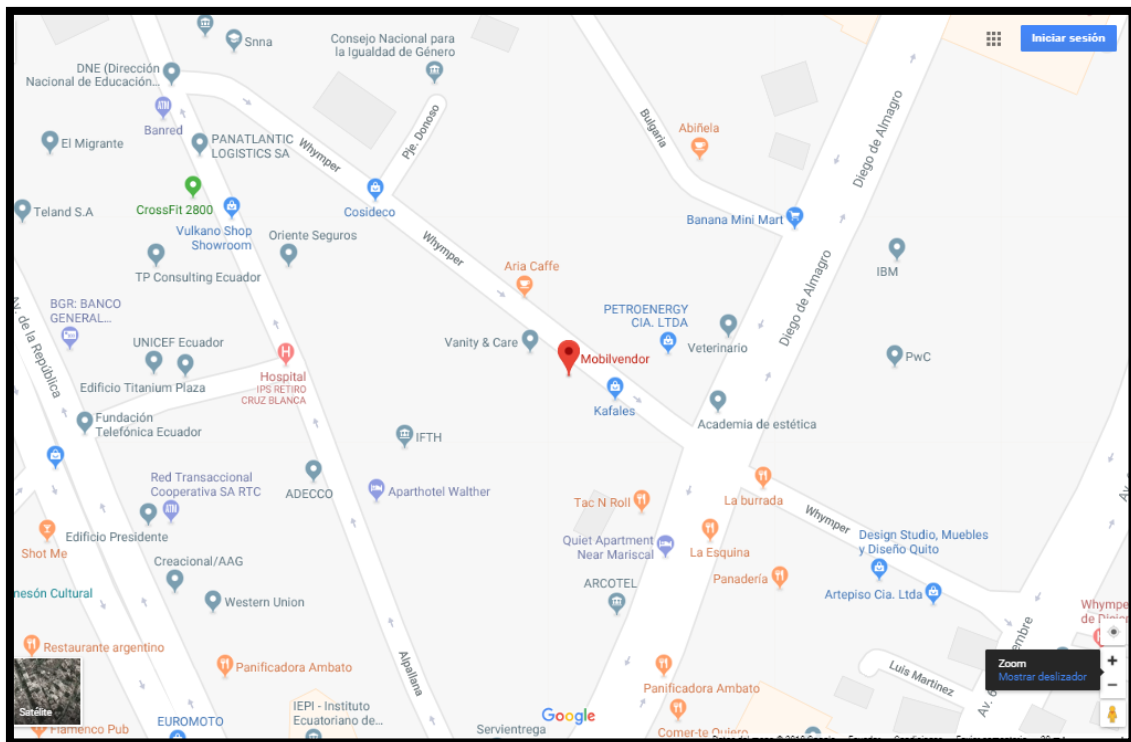 Iniciar sesión
Snna
Consejo Nacional para
la Igualdad de Género
DNE (Dirección
Nacional de Educación...
Banred
El Migrante
PANATLANTIC
LOGISTICS SA
Whymper
Pje. Donoso
Bulgaria
Abiñela
Diego de Almagro
CrossFit 2800
Cosideco
Teland S.A
Vulkano Shop
Showroom
Oriente Seguros
Whymper
Banana Mini Mart
TP Consulting Ecuador
Aria Caffe
IBM
Diego de Almagro
BGR: BANCO
GENERAL...
PETROENERGY
CIA. LTDA
Av. de la República
UNICEF Ecuador
Vanity & Care
Veterinario
Mobilvendor
PwC
Edificio Titanium Plaza
Hospital
IPS RETIRO
CRUZ BLANCA
Kafales
Fundación
Telefónica Ecuador
Academia de estética
IFTH
Red Transaccional
Cooperativa SA RTC
ADECCO
Aparthotel Walther
Tac N Roll
La burrada
Av
Whymper
Edificio Presidente
Shot Me
Quiet Apartment
Near Mariscal
La Esquina
Design Studio, Muebles
y Diseño Quito
Creacional/AAG
ARCOTEL
Panadería
Artepiso Cia. Ltda
mesón Cultural
Western Union
Whympe
Restaurante argentino
Panificadora Ambato
Alpallana
Panificadora Ambato
Luis Martínez
Zoom
Mostrar deslizador
Satélite
Flamenco Pub
EUROMOTO
IEPI - Instituto
Ecuatoriano de...
Servientrega
Google
Comer-te Quiero